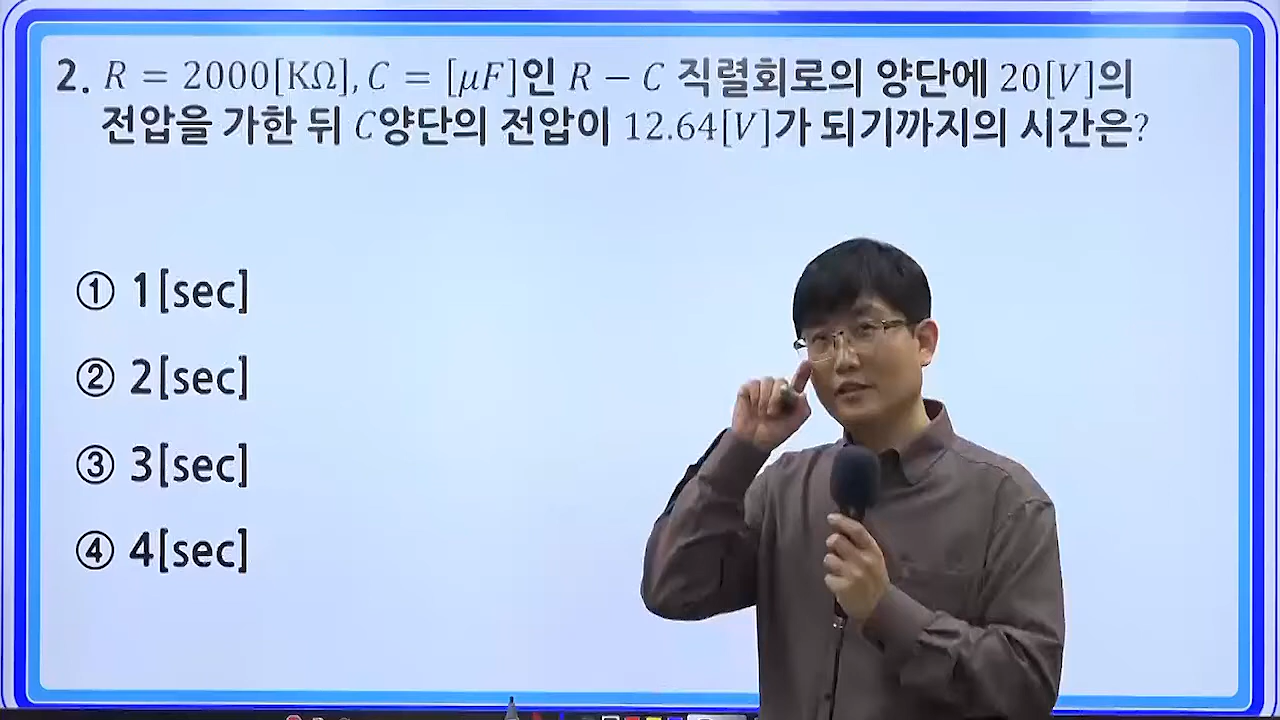 2. R = 2000[KΩ], C = [μF]인 R − C 직렬회로의 양단에 20[V]의
전압을 가한 뒤 C양단의 전압이 12.64[V]가 되기까지의 시간은?
① 1[sec]
② 2[sec]
③ 3[sec]
④ 4[sec]